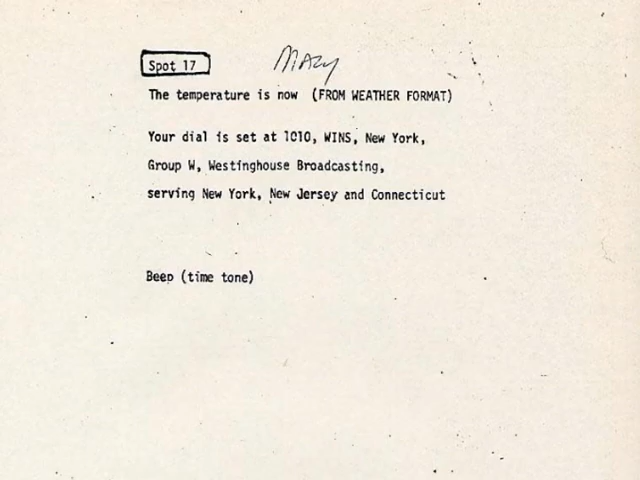 Spot 17 Mary
The temperature is now (FROM WEATHER FORMAT)
Your dial is set at 1010, WINS, New York,
Group W, Westinghouse Broadcasting,
serving New York, New Jersey and Connecticut
Beep (time tone)